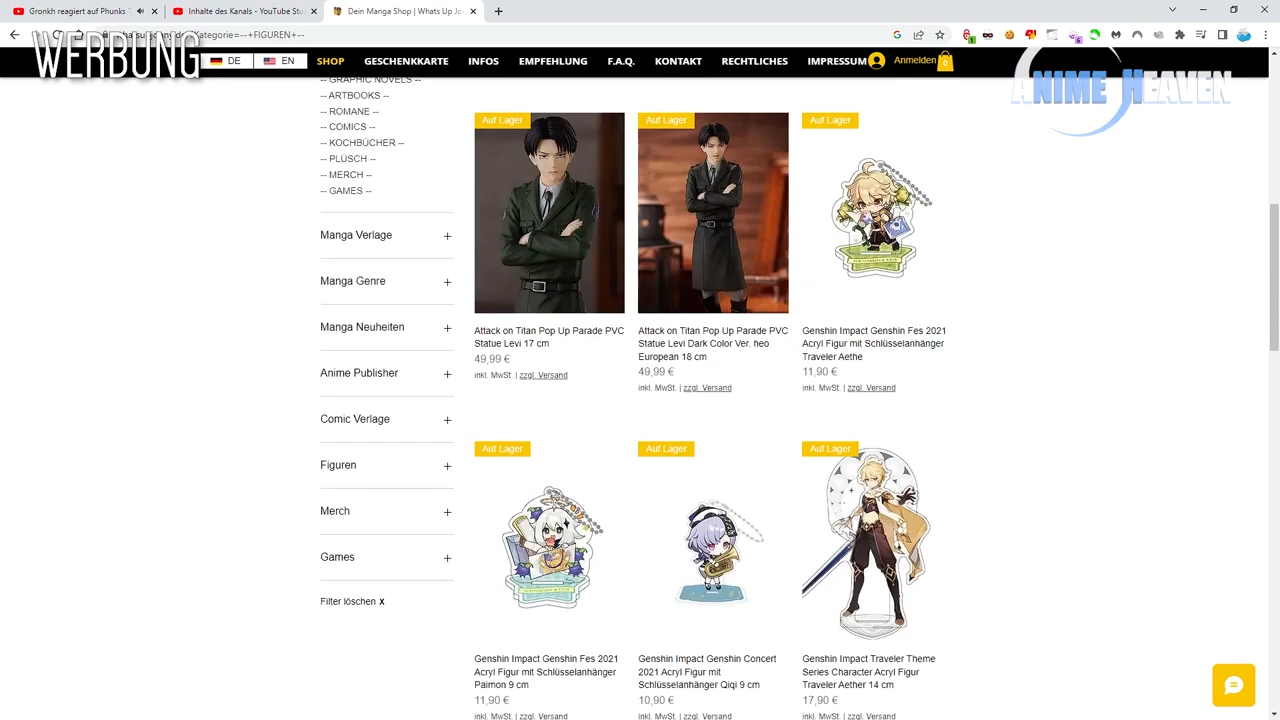 Gronkh reagiert auf Phunks T
Inhalte des Kanals - YouTube Stu
Dein Manga Shop | Whats Up Jo
WERBUNG
DE
EN
SHOP
GESCHENKKARTE
INFOS
EMPFEHLUNG
F.A.Q.
KONTAKT
RECHTLICHES
IMPRESSUM
Anmelden
0
ANIME HEAVEN
-- GRAPHIC NOVELS --
-- ARTBOOKS --
-- ROMANE --
-- COMICS --
-- KOCHBÜCHER --
-- PLÜSCH --
-- MERCH --
-- GAMES --
Manga Verlage
Manga Genre
Manga Neuheiten
Anime Publisher
Comic Verlage
Figuren
Merch
Games
Filter löschen X
Auf Lager
Attack on Titan Pop Up Parade PVC
Statue Levi 17 cm
49,99 €
inkl. MwSt. | zzgl. Versand
Auf Lager
Attack on Titan Pop Up Parade PVC
Statue Levi Dark Color Ver. heo
European 18 cm
49,99 €
inkl. MwSt. | zzgl. Versand
Auf Lager
Genshin Impact Genshin Fes 2021
Acryl Figur mit Schlüsselanhänger
Traveler Aethe
11,90 €
inkl. MwSt. | zzgl. Versand
Auf Lager
Genshin Impact Genshin Fes 2021
Acryl Figur mit Schlüsselanhänger
Paimon 9 cm
11,90 €
inkl. MwSt. | zzgl. Versand
Auf Lager
Genshin Impact Genshin Concert
2021 Acryl Figur mit
Schlüsselanhänger Qiqi 9 cm
10,90 €
inkl. MwSt. | zzgl. Versand
Auf Lager
Genshin Impact Traveler Theme
Series Character Acryl Figur
Traveler Aether 14 cm
17,90 €
inkl. MwSt. | zzgl. Versand